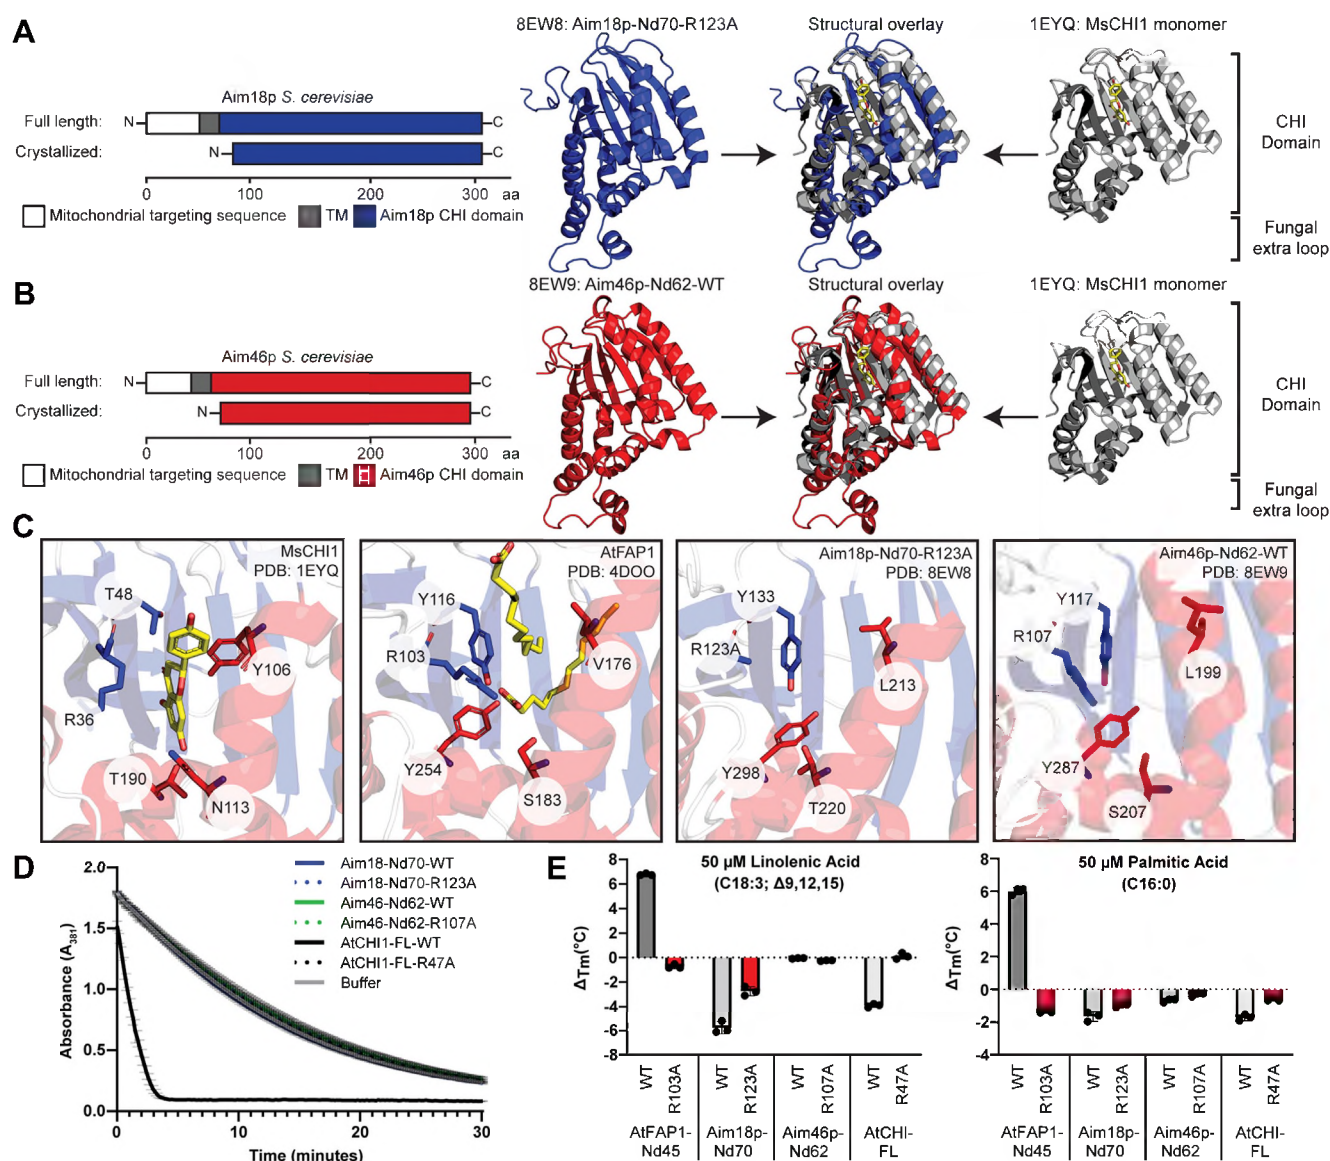 A
8EW8: Aim18p-Nd70-R123A
Structural overlay
1EYQ: MsCHI1 monomer
Aim18p S. cerevisiae
Full length:
N
C
Crystallized:
N
C
0
100
200
300
aa
Mitochondrial targeting sequence
TM
Aim18p CHI domain
CHI
Domain
Fungal
extra loop
B
8EW9: Aim46p-Nd62-WT
Structural overlay
1EYQ: MsCHI1 monomer
Aim46p S. cerevisiae
Full length:
N
C
Crystallized:
N
C
0
100
200
300
aa
Mitochondrial targeting sequence
TM
Aim46p CHI domain
CHI
Domain
Fungal
extra loop
C
MsCHI1
PDB: 1EYQ
T48
R36
Y106
T190
N113
AtFAP1
PDB: 4DOO
Y116
R103
V176
Y254
S183
Aim18p-Nd70-R123A
PDB: 8EW8
Y133
R123A
L213
Y298
T220
Aim46p-Nd62-WT
PDB: 8EW9
Y117
R107
L199
Y287
S207
D
2.0
1.5
1.0
0.5
0.0
Absorbance (A381)
0
10
20
30
Time (minutes)
Aim18-Nd70-WT
Aim18-Nd70-R123A
Aim46-Nd62-WT
Aim46-Nd62-R107A
AtCHI1-FL-WT
AtCHI1-FL-R47A
Buffer
E
50 µM Linolenic Acid
(C18:3; Δ9,12,15)
ΔTm(°C)
8
6
4
2
0
-2
-4
-6
-8
WT
R103A
WT
R123A
WT
R107A
WT
R47A
AtFAP1-
Nd45
Aim18p-
Nd70
Aim46p-
Nd62
AtCHI-
FL
50 µM Palmitic Acid
(C16:0)
ΔTm(°C)
8
6
4
2
0
-2
-4
WT
R103A
WT
R123A
WT
R107A
WT
R47A
AtFAP1-
Nd45
Aim18p-
Nd70
Aim46p-
Nd62
AtCHI-
FL